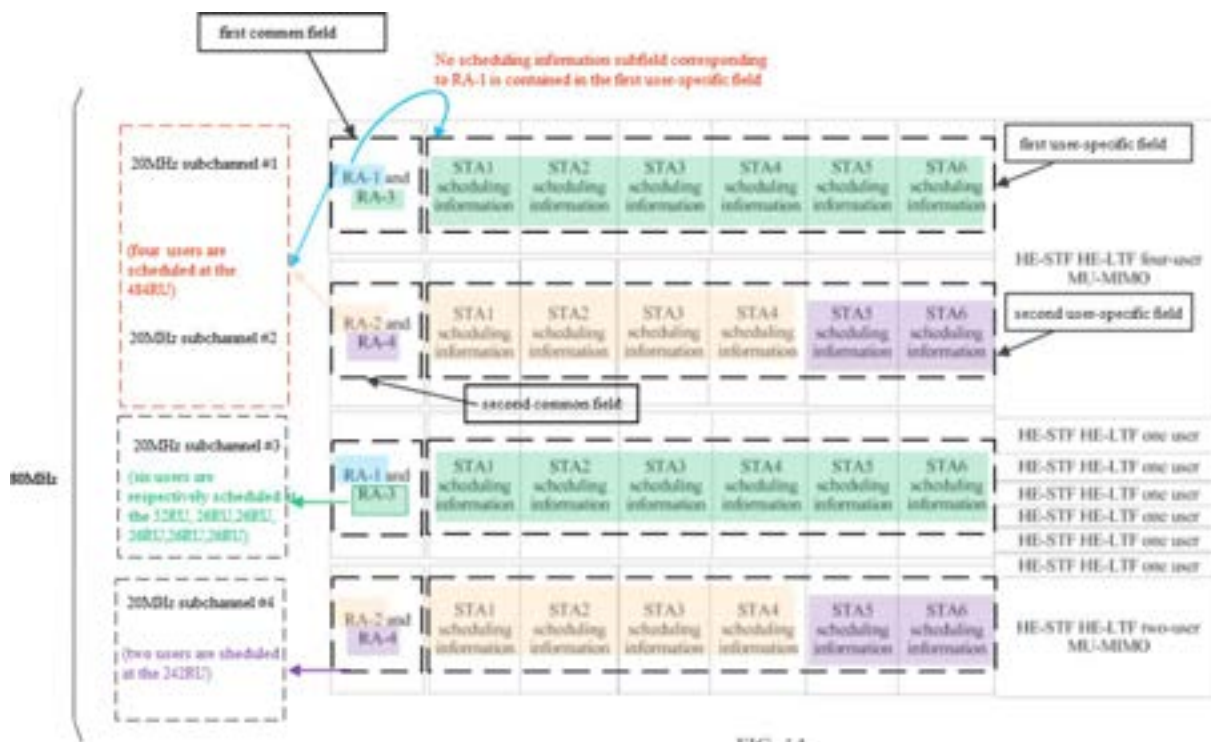 first common field
No scheduling information subfield corresponding
to RA-1 is contained in the first user-specific field
20MHz subchannel #1
RA-1 and
RA-3
STA1
scheduling
information
STA2
scheduling
information
STA3
scheduling
information
STA4
scheduling
information
STA5
scheduling
information
STA6
scheduling
information
first user-specific field
(four users are
scheduled at the
484RU)
HE-STF HE-LTF four-user
MU-MIMO
20MHz subchannel #2
RA-2 and
RA-4
STA1
scheduling
information
STA2
scheduling
information
STA3
scheduling
information
STA4
scheduling
information
STA5
scheduling
information
STA6
scheduling
information
second user-specific field
second common field
80MHz
20MHz subchannel #3
(six users are
respectively scheduled at
the 52RU, 26RU,26RU,
26RU,26RU,26RU)
RA-1 and
RA-3
STA1
scheduling
information
STA2
scheduling
information
STA3
scheduling
information
STA4
scheduling
information
STA5
scheduling
information
STA6
scheduling
information
HE-STF HE-LTF one user
HE-STF HE-LTF one user
HE-STF HE-LTF one user
HE-STF HE-LTF one user
HE-STF HE-LTF one user
HE-STF HE-LTF one user
20MHz subchannel #4
(two users are sheduled
at the 242RU)
RA-2 and
RA-4
STA1
scheduling
information
STA2
scheduling
information
STA3
scheduling
information
STA4
scheduling
information
STA5
scheduling
information
STA6
scheduling
information
HE-STF HE-LTF two-user
MU-MIMO